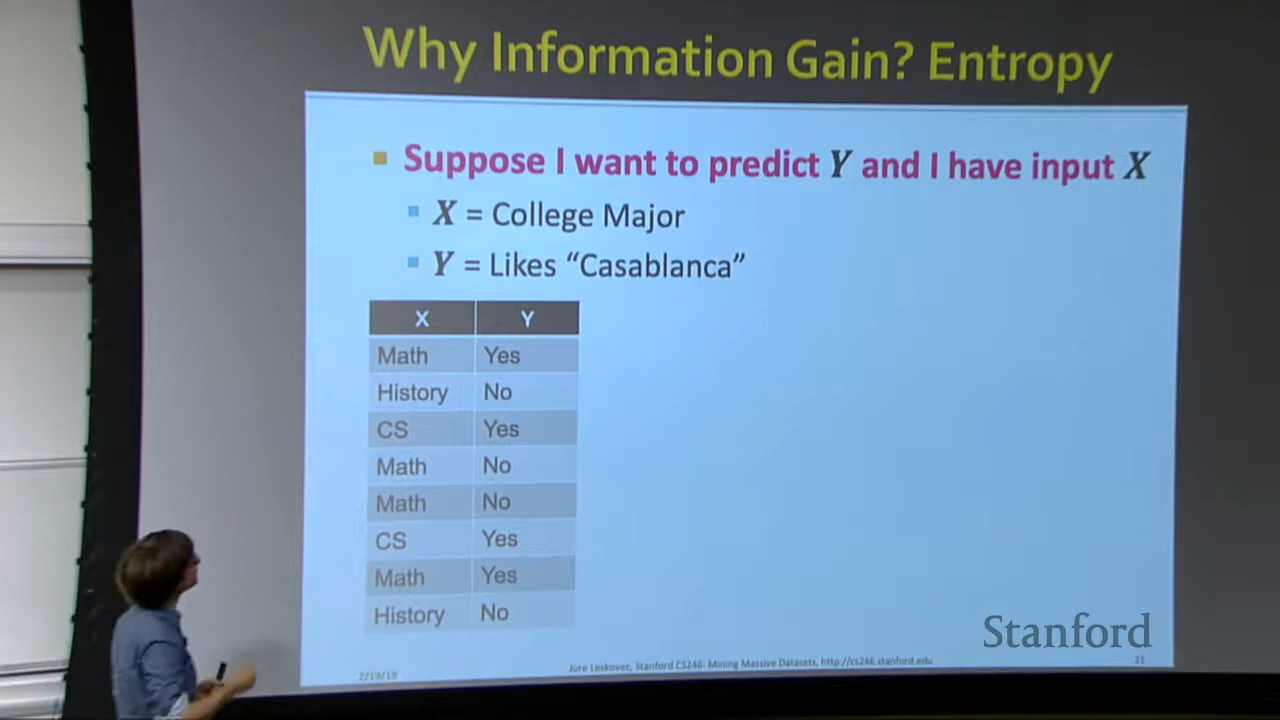 Why Information Gain? Entropy
Suppose I want to predict Y and I have input X
X = College Major
Y = Likes “Casablanca”
X Y
Math Yes
History No
CS Yes
Math No
Math No
CS Yes
Math Yes
History No
Stanford
2/19/19 Jure Leskovec, Stanford CS246: Mining Massive Datasets, http://cs246.stanford.edu 21